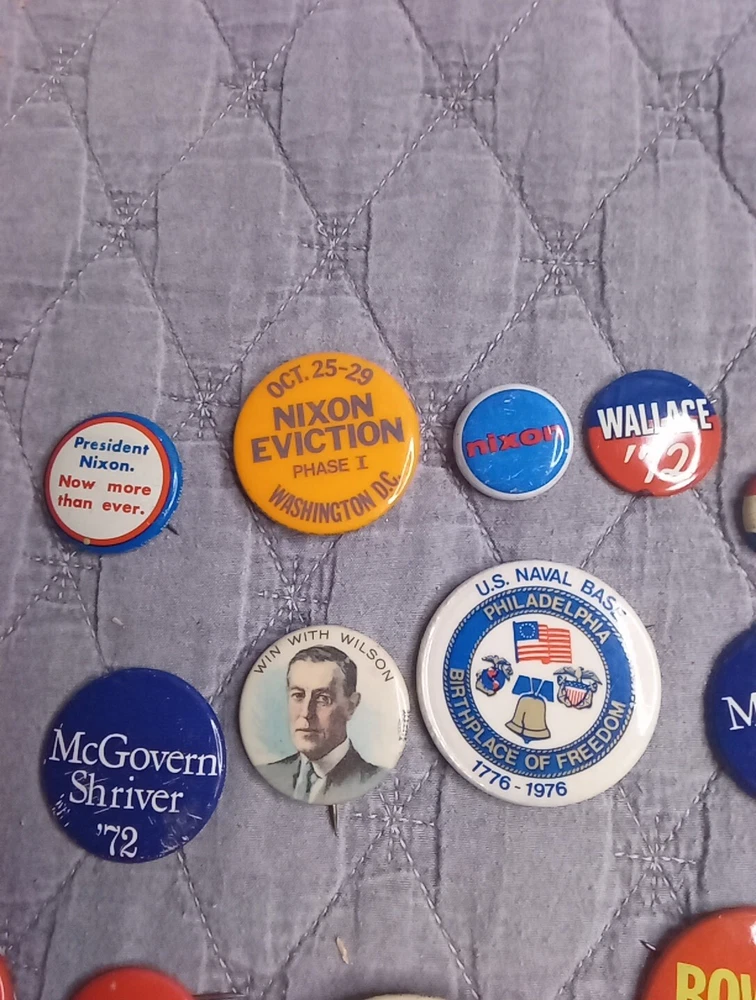 President
Nixon.
Now more
than ever.
OCT. 25-29
NIXON
EVICTION
PHASE I
WASHINGTON D.C.
nixon
WALLACE
'72
McGovern
Shriver
'72
WIN WITH WILSON
U.S. NAVAL BASE
PHILADELPHIA
BIRTHPLACE OF FREEDOM
1776-1976
M